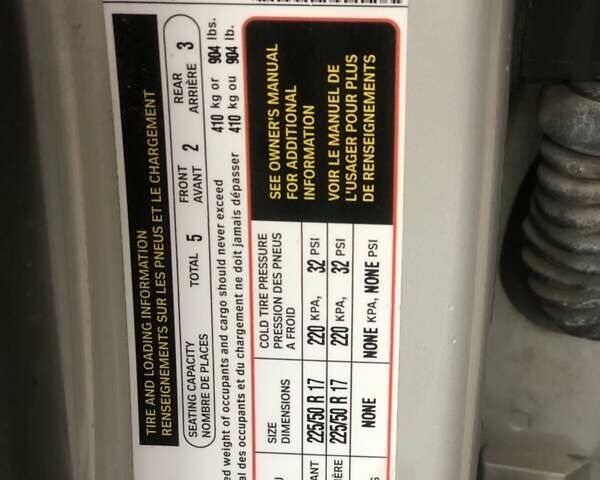 TIRE AND LOADING INFORMATION
RENSEIGNEMENTS SUR LES PNEUS ET LE CHARGEMENT
SEATING CAPACITY
NOMBRE DE PLACES
TOTAL 5
FRONT
AVANT 2
REAR
ARRIÈRE 3
weight of occupants and cargo should never exceed 410 kg or 904 lbs.
des occupants et du chargement ne doit jamais dépasser 410 kg ou 904 lb.
SIZE
DIMENSIONS
COLD TIRE PRESSURE
PRESSION DES PNEUS
A FROID
225/50 R 17 220 KPA, 32 PSI
225/50 R 17 220 KPA, 32 PSI
NONE NONE KPA, NONE PSI
SEE OWNER'S MANUAL
FOR ADDITIONAL
INFORMATION
VOIR LE MANUEL DE
L'USAGER POUR PLUS
DE RENSEIGNEMENTS